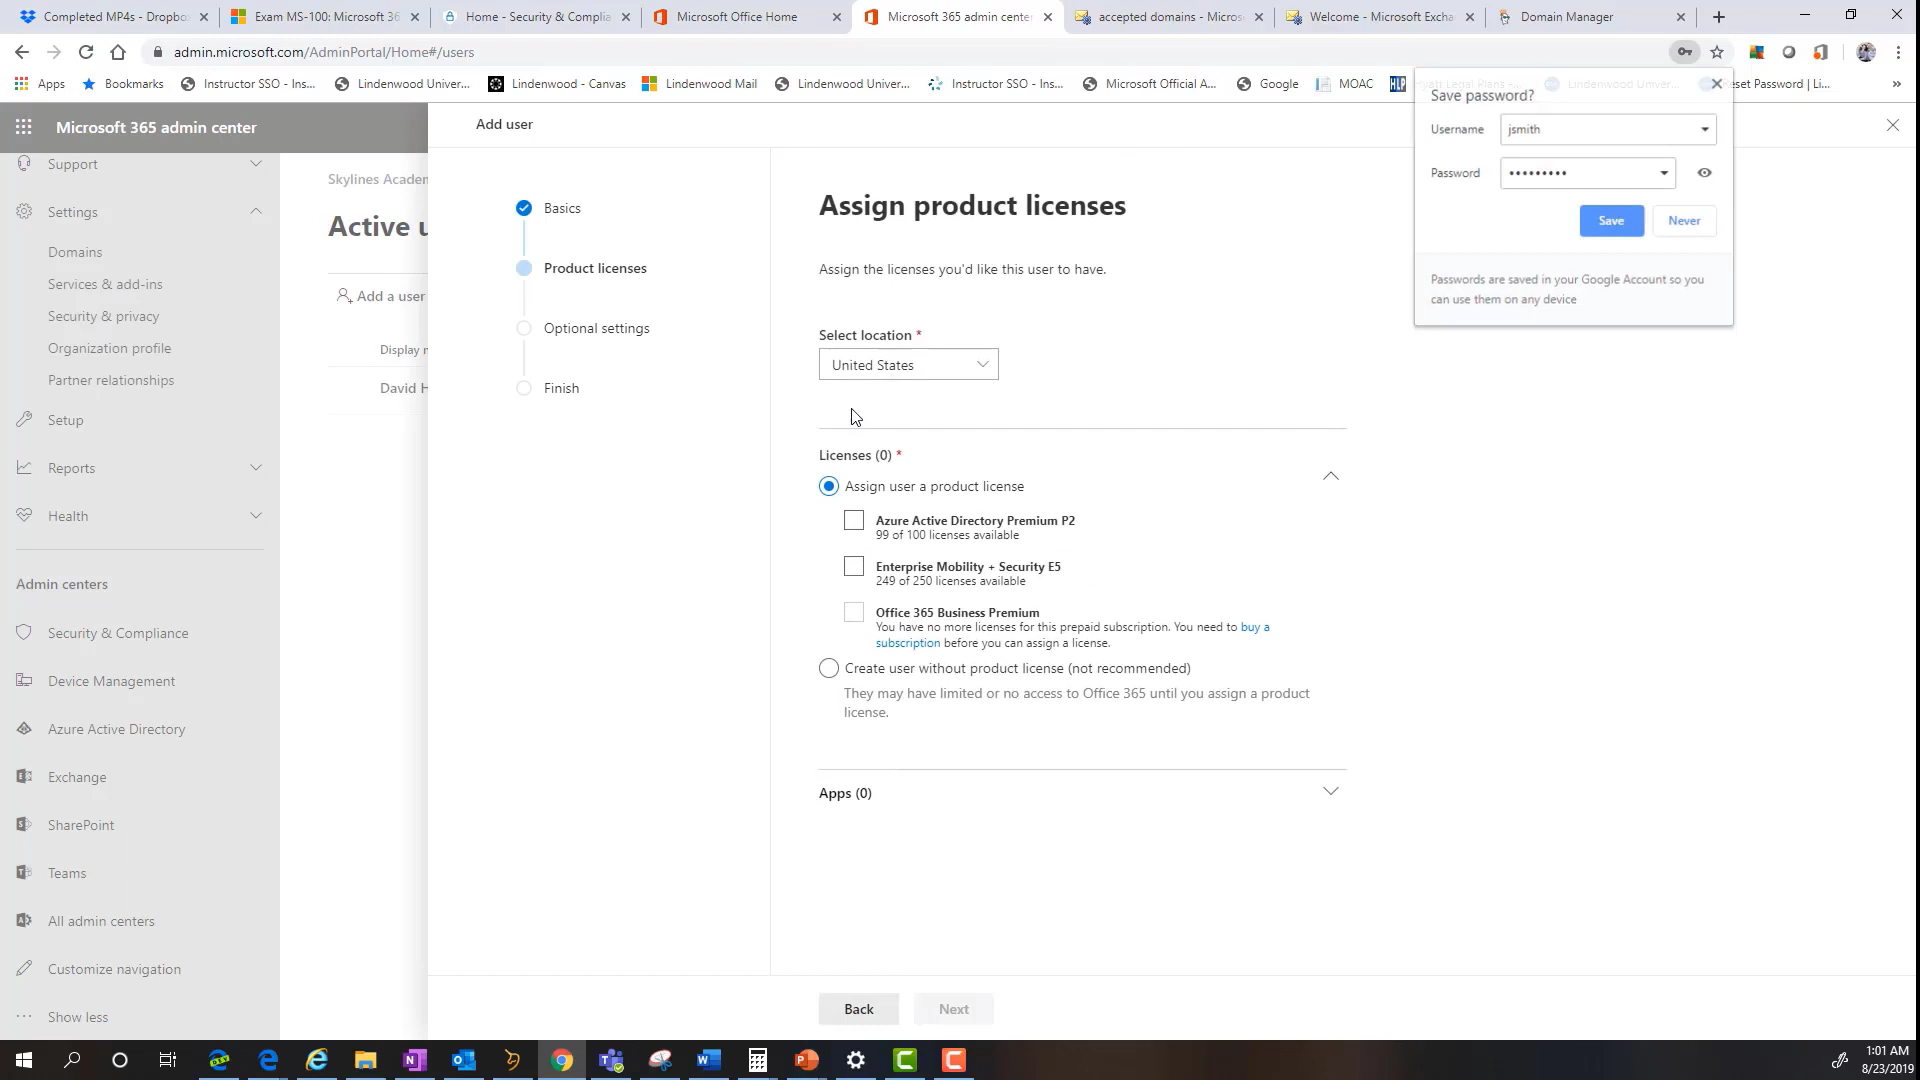 Completed MP4s - Dropbo
Exam MS-100: Microsoft 36
Home - Security & Complia
Microsoft Office Home
Microsoft 365 admin cente
accepted domains - Micros
Welcome - Microsoft Excha
Domain Manager
admin.microsoft.com/AdminPortal/Home#/users
Apps
Bookmarks
Instructor SSO - Ins...
Lindenwood Univer...
Lindenwood - Canvas
Lindenwood Mail
Lindenwood Univer...
Instructor SSO - Ins...
Microsoft Official A...
Google
MOAC
HLP
Hyatt Legal Plans -...
Lindenwood Univer...
Reset Password | Li...
»
Save password?
Username
jsmith
Password
•••••••••
Save
Never
Passwords are saved in your Google Account so you
can use them on any device
Microsoft 365 admin center
Support
Settings
Domains
Services & add-ins
Security & privacy
Organization profile
Partner relationships
Setup
Reports
Health
Admin centers
Security & Compliance
Device Management
Azure Active Directory
Exchange
SharePoint
Teams
All admin centers
Customize navigation
Show less
Skylines Academ
Active u
Add a user
Display n
David H
Add user
Basics
Product licenses
Optional settings
Finish
Assign product licenses
Assign the licenses you'd like this user to have.
Select location *
United States
Licenses (0) *
Assign user a product license
Azure Active Directory Premium P2
99 of 100 licenses available
Enterprise Mobility + Security E5
249 of 250 licenses available
Office 365 Business Premium
You have no more licenses for this prepaid subscription. You need to buy a
subscription before you can assign a license.
Create user without product license (not recommended)
They may have limited or no access to Office 365 until you assign a product
license.
Apps (0)
Back
Next
1:01 AM
8/23/2019